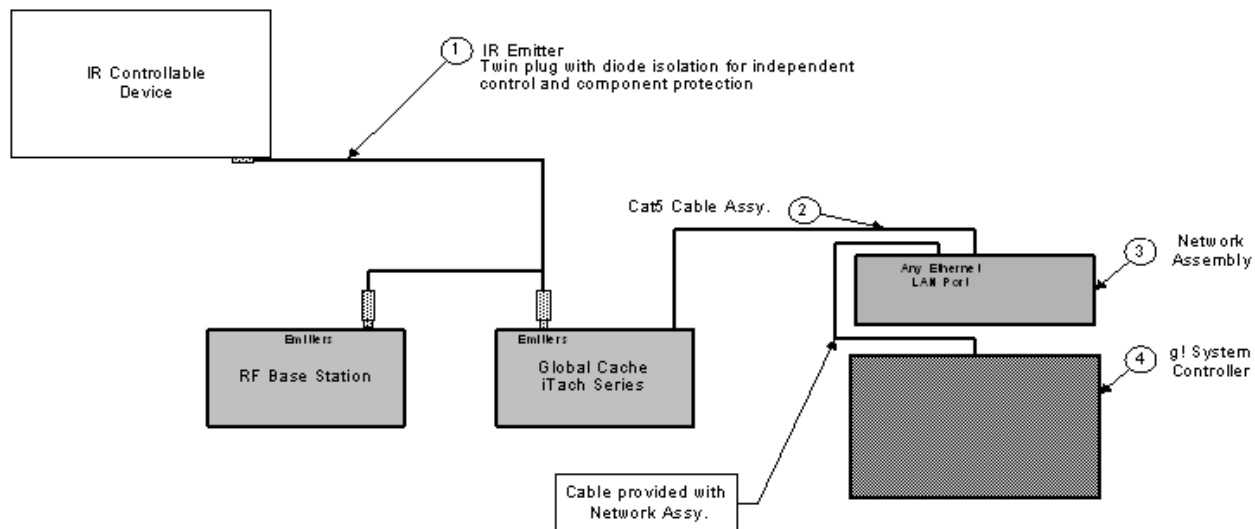 IR Controllable
Device
1
IR Emitter
Twin plug with diode isolation for independent
control and component protection
Cat5 Cable Assy.
2
Any Ethernet
LAN Port
3
Network
Assembly
Emitters
RF Base Station
Emitters
Global Cache
iTach Series
4
g! System
Controller
Cable provided with
Network Assy.